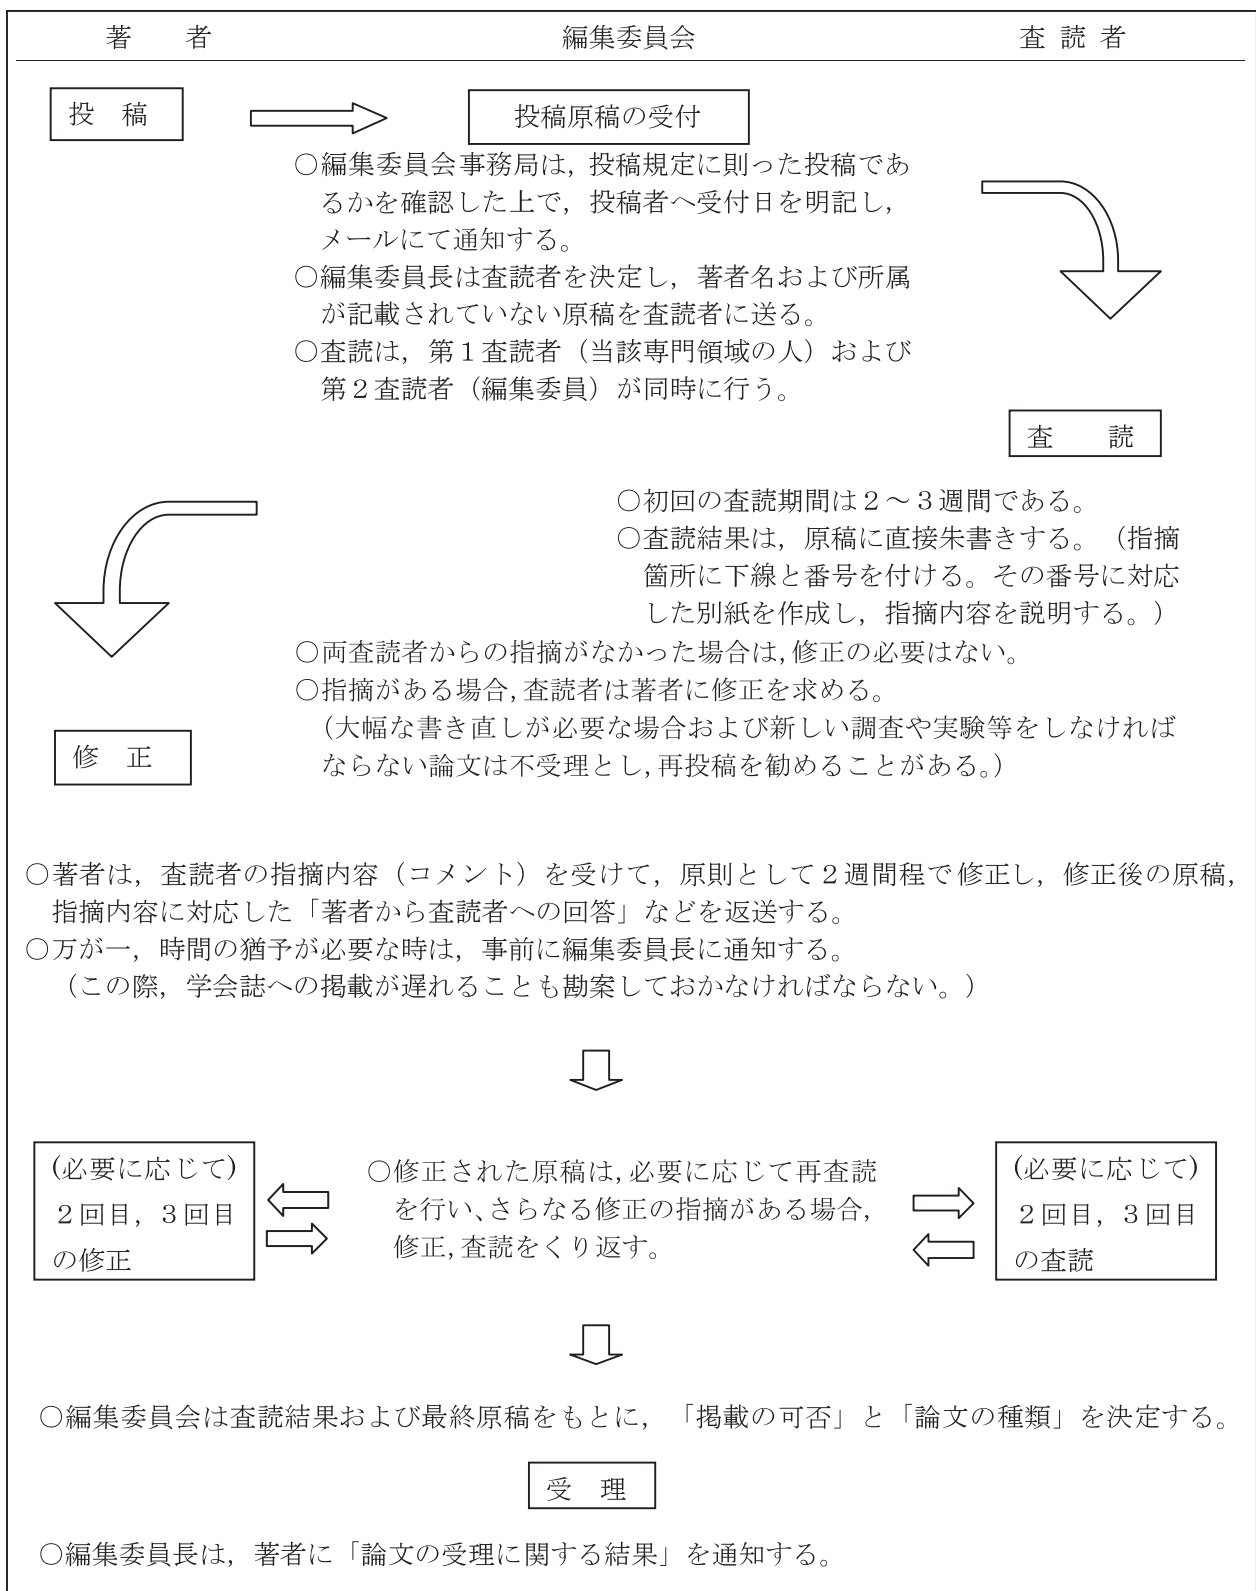 著　者　編集委員会　査 読 者
投　稿
投稿原稿の受付
○編集委員会事務局は，投稿規定に則った投稿であ
るかを確認した上で，投稿者へ受付日を明記し，
メールにて通知する。
○編集委員長は査読者を決定し，著者名および所属
が記載されていない原稿を査読者に送る。
○査読は，第１査読者（当該専門領域の人）および
第２査読者（編集委員）が同時に行う。
査　読
○初回の査読期間は２～３週間である。
○査読結果は，原稿に直接朱書きする。（指摘
箇所に下線と番号を付ける。その番号に対応
した別紙を作成し，指摘内容を説明する。）
○両査読者からの指摘がなかった場合は，修正の必要はない。
○指摘がある場合，査読者は著者に修正を求める。
（大幅な書き直しが必要な場合および新しい調査や実験等をしなければ
ならない論文は不受理とし，再投稿を勧めることがある。）
修　正
○著者は，査読者の指摘内容（コメント）を受けて，原則として２週間程で修正し，修正後の原稿，
指摘内容に対応した「著者から査読者への回答」などを返送する。
○万が一，時間の猶予が必要な時は，事前に編集委員長に通知する。
（この際，学会誌への掲載が遅れることも勘案しておかなければならない。）
(必要に応じて)
２回目，３回目
の修正
○修正された原稿は，必要に応じて再査読
を行い、さらなる修正の指摘がある場合，
修正，査読をくり返す。
(必要に応じて)
２回目，３回目
の査読
○編集委員会は査読結果および最終原稿をもとに，「掲載の可否」と「論文の種類」を決定する。
受　理
○編集委員長は，著者に「論文の受理に関する結果」を通知する。